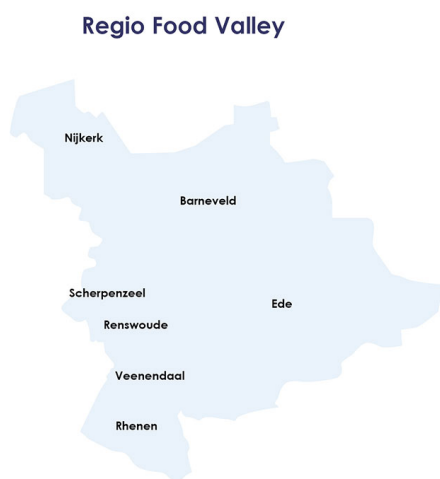 Regio Food Valley
Nijkerk
Barneveld
Scherpenzeel
Ede
Renswoude
Veenendaal
Rhenen